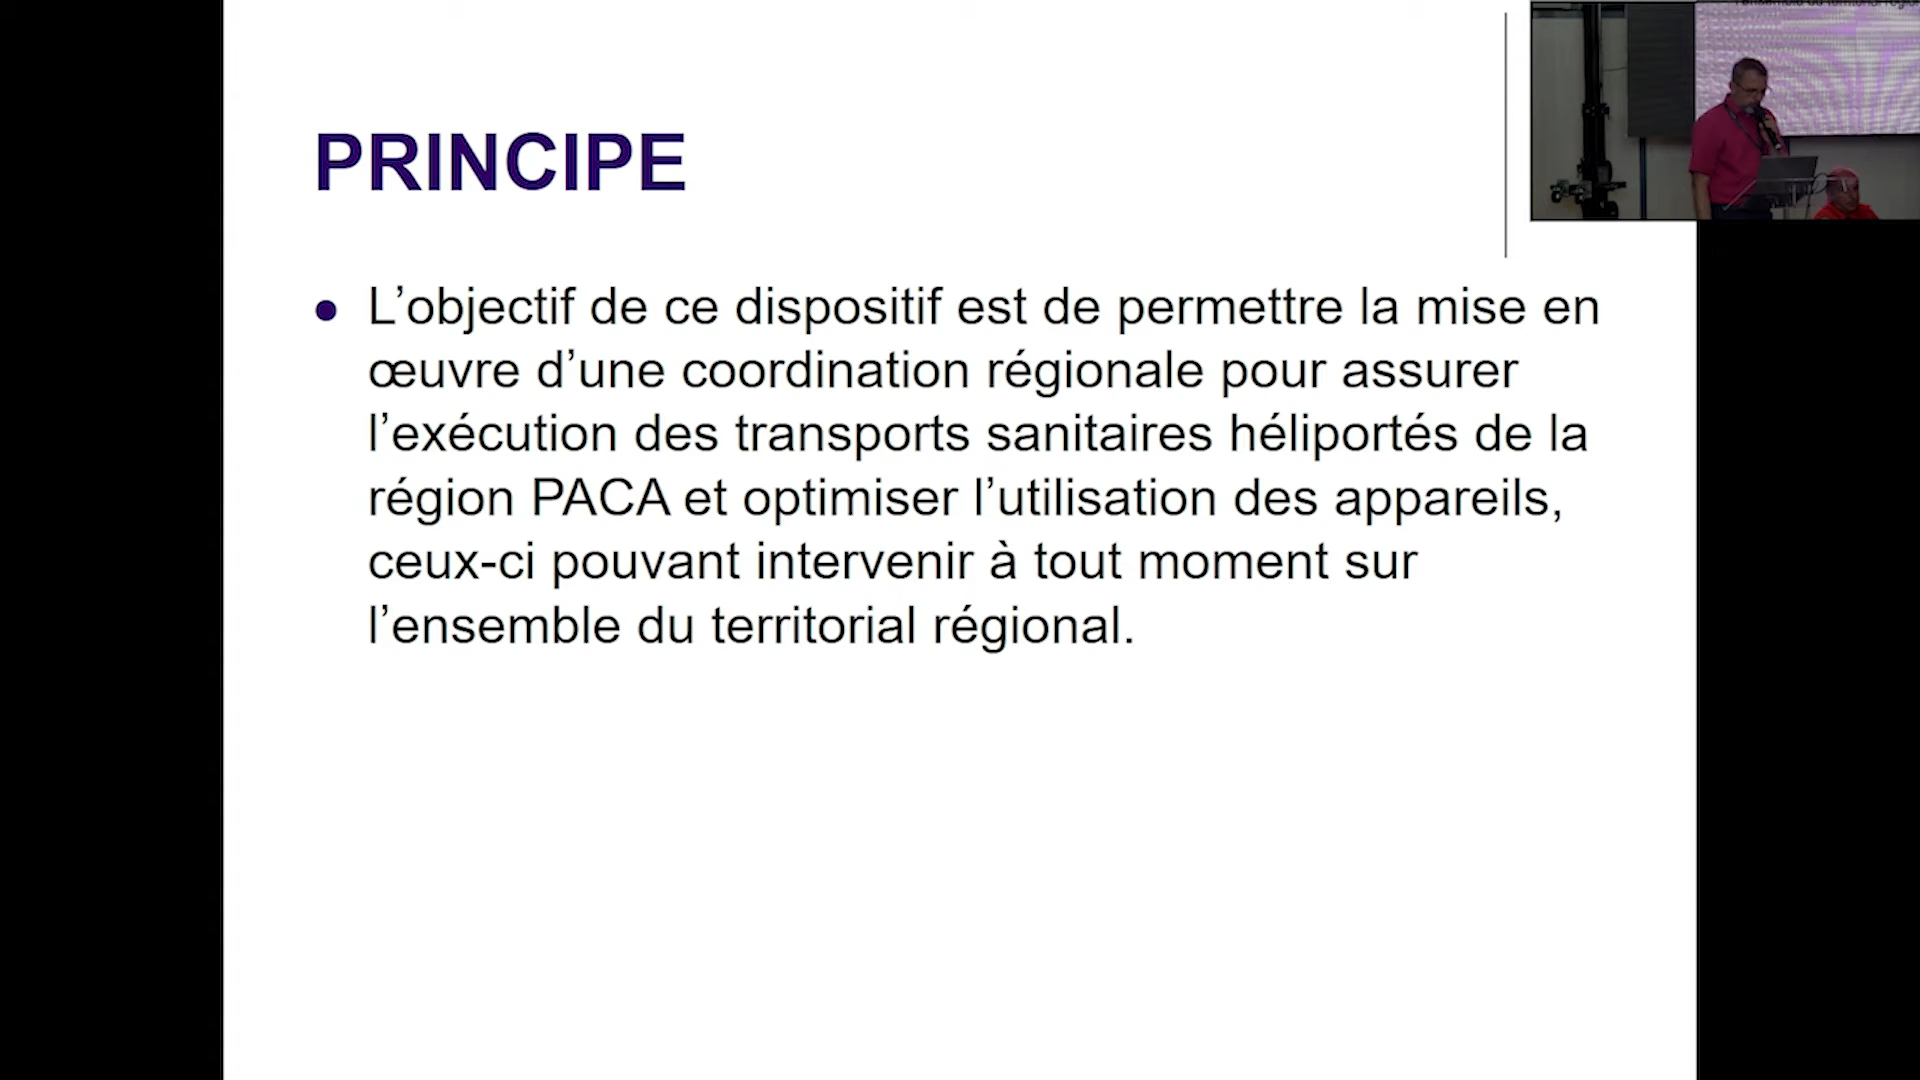 PRINCIPE
• L’objectif de ce dispositif est de permettre la mise en
œuvre d’une coordination régionale pour assurer
l’exécution des transports sanitaires héliportés de la
région PACA et optimiser l’utilisation des appareils,
ceux-ci pouvant intervenir à tout moment sur
l’ensemble du territorial régional.